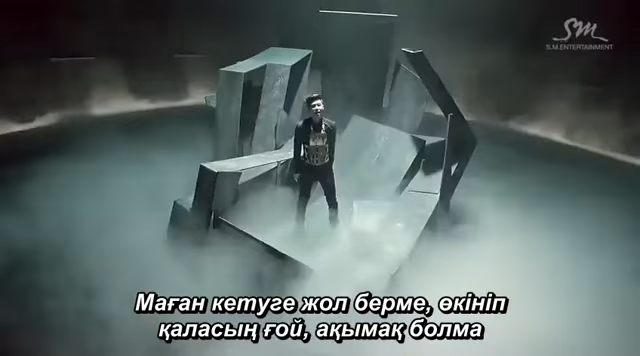 SM
S.M.ENTERTAINMENT
Маған кетуге жол берме, өкініп
қаласың ғой, ақымақ болма